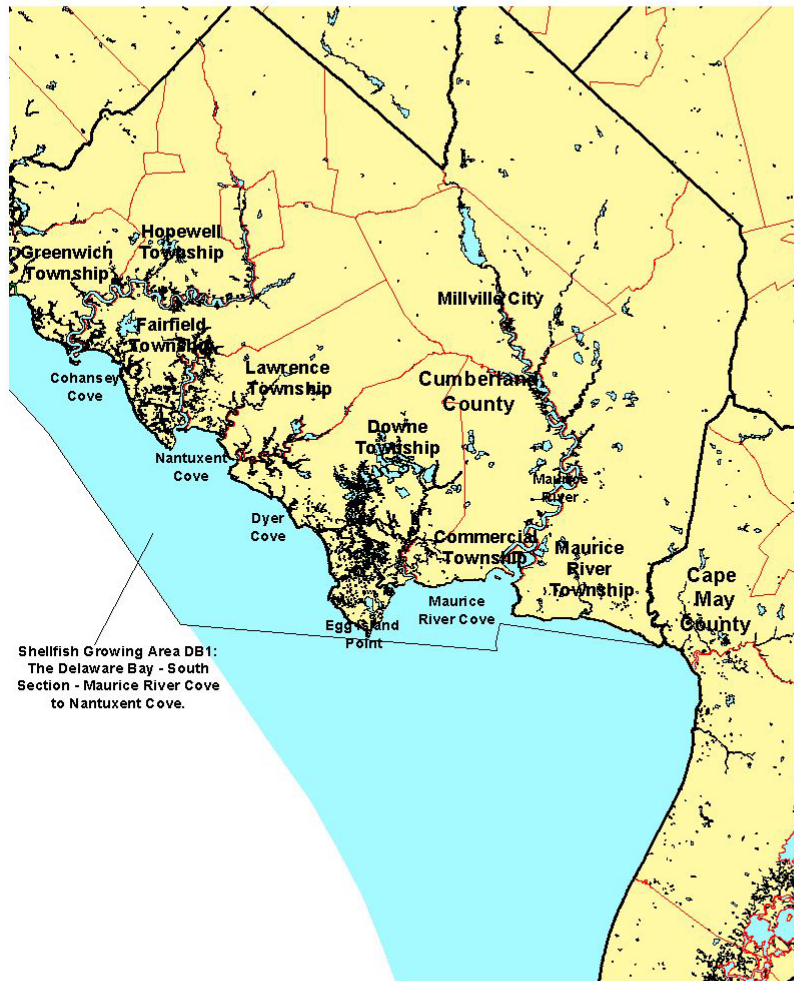 Hopewell
Township
Greenwich
Township
Millville City
Fairfield
Township
Lawrence
Township
Cohansey
Cove
Cumberland
County
Downe
Township
Nantuxent
Cove
Maurice
River
Dyer
Cove
Commercial
Township
Maurice
River
Township
Cape
May
County
Maurice
River Cove
Egg Island
Point
Shellfish Growing Area DB1:
The Delaware Bay - South
Section - Maurice River Cove
to Nantuxent Cove.